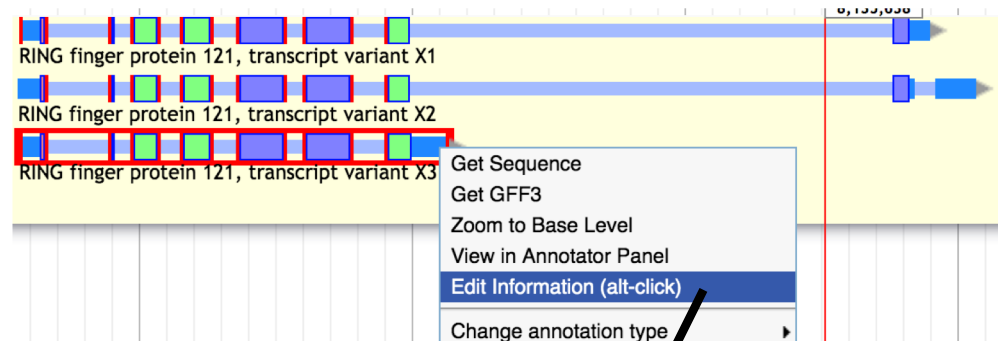 RING finger protein 121, transcript variant X1
RING finger protein 121, transcript variant X2
RING finger protein 121, transcript variant X3
Get Sequence
Get GFF3
Zoom to Base Level
View in Annotator Panel
Edit Information (alt-click)
Change annotation type